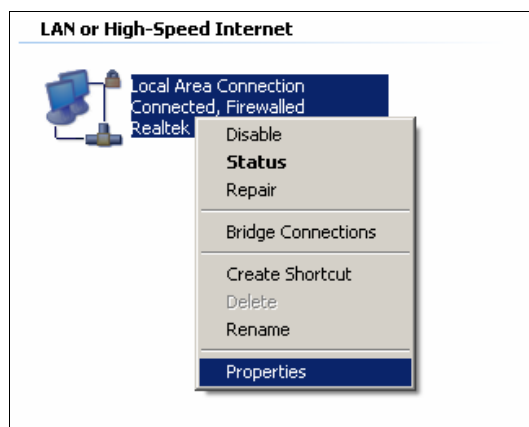 LAN or High-Speed Internet
Local Area Connection
Connected, Firewalled
Realtek
Disable
Status
Repair
Bridge Connections
Create Shortcut
Delete
Rename
Properties